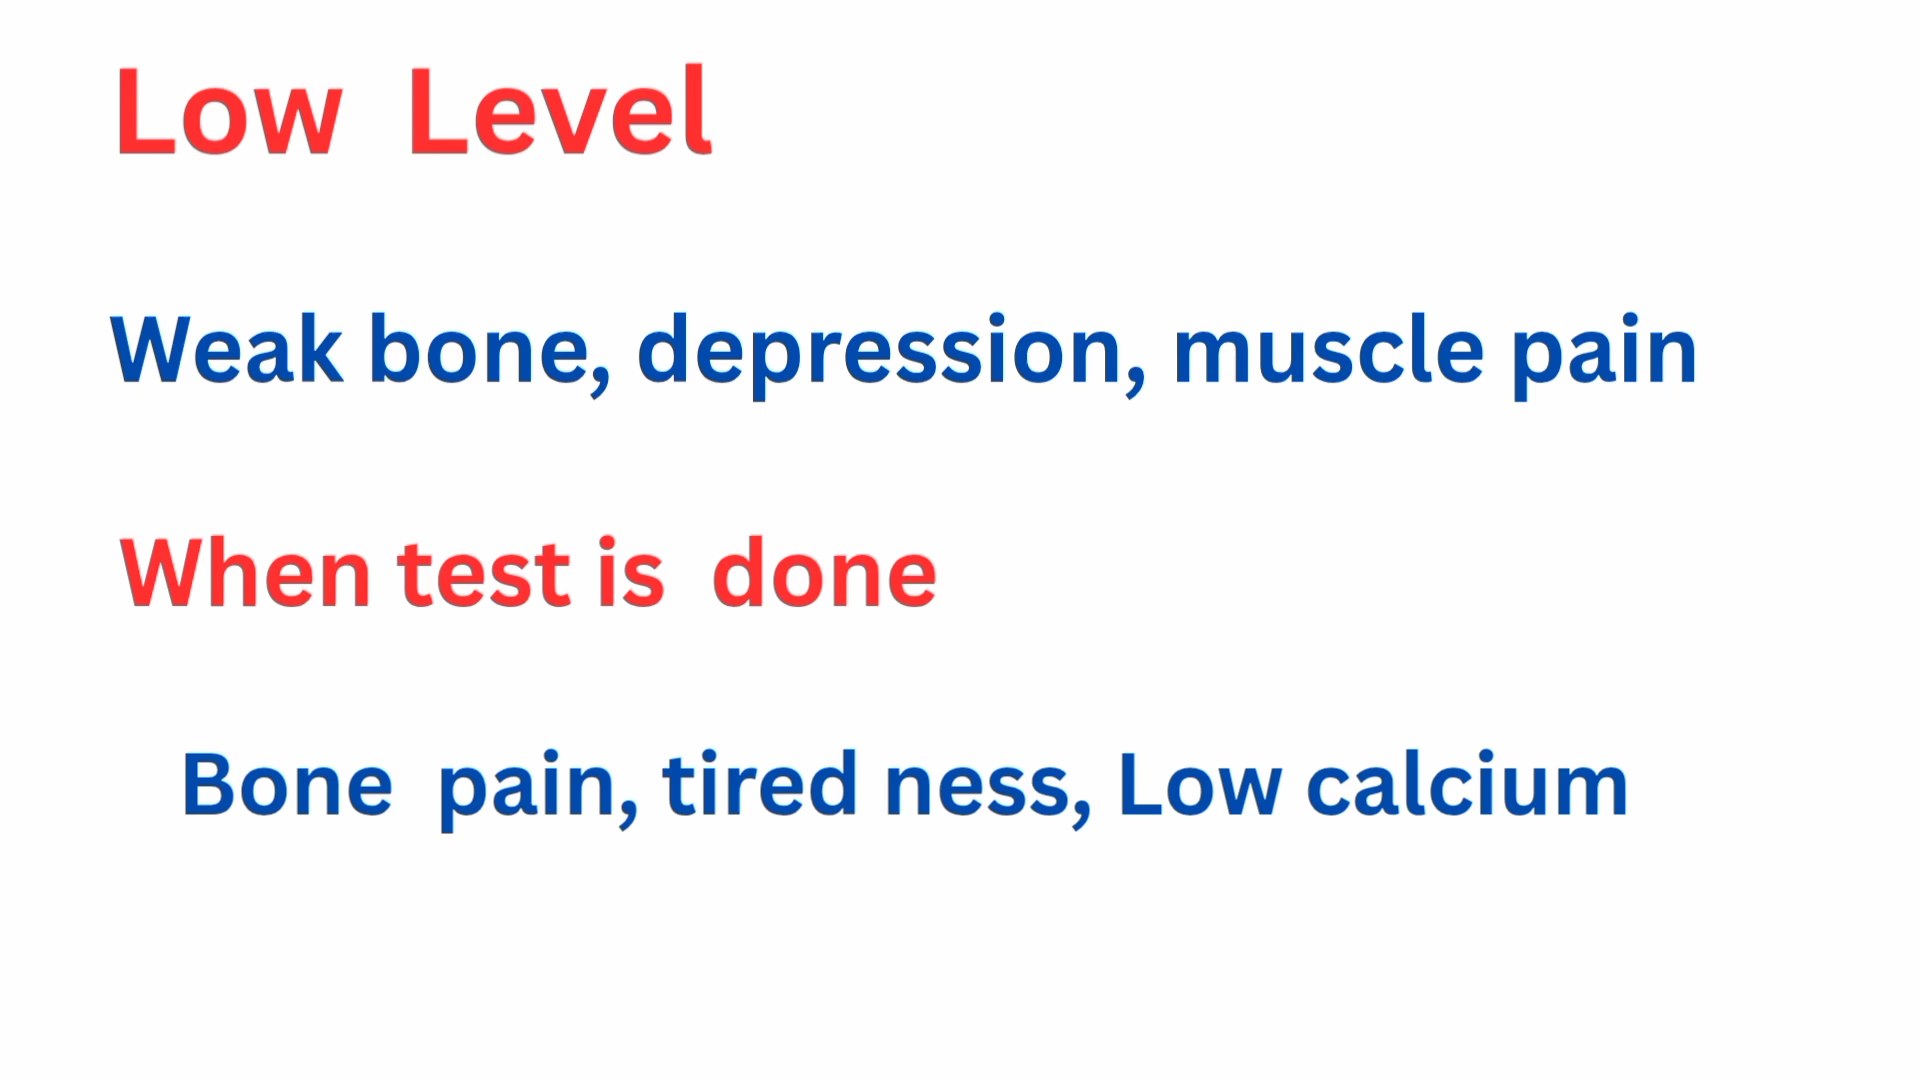 Low Level
Weak bone, depression, muscle pain
When test is done
Bone pain, tired ness, Low calcium